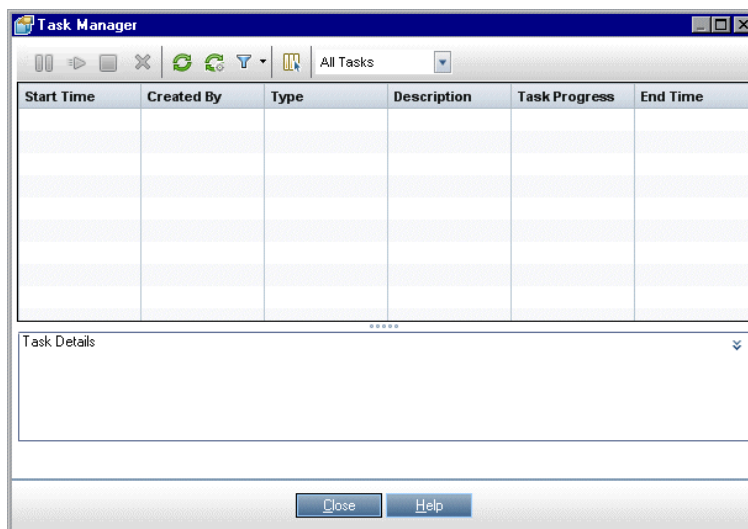 Task Manager
All Tasks
Start Time Created By Type Description Task Progress End Time
Task Details
Close Help